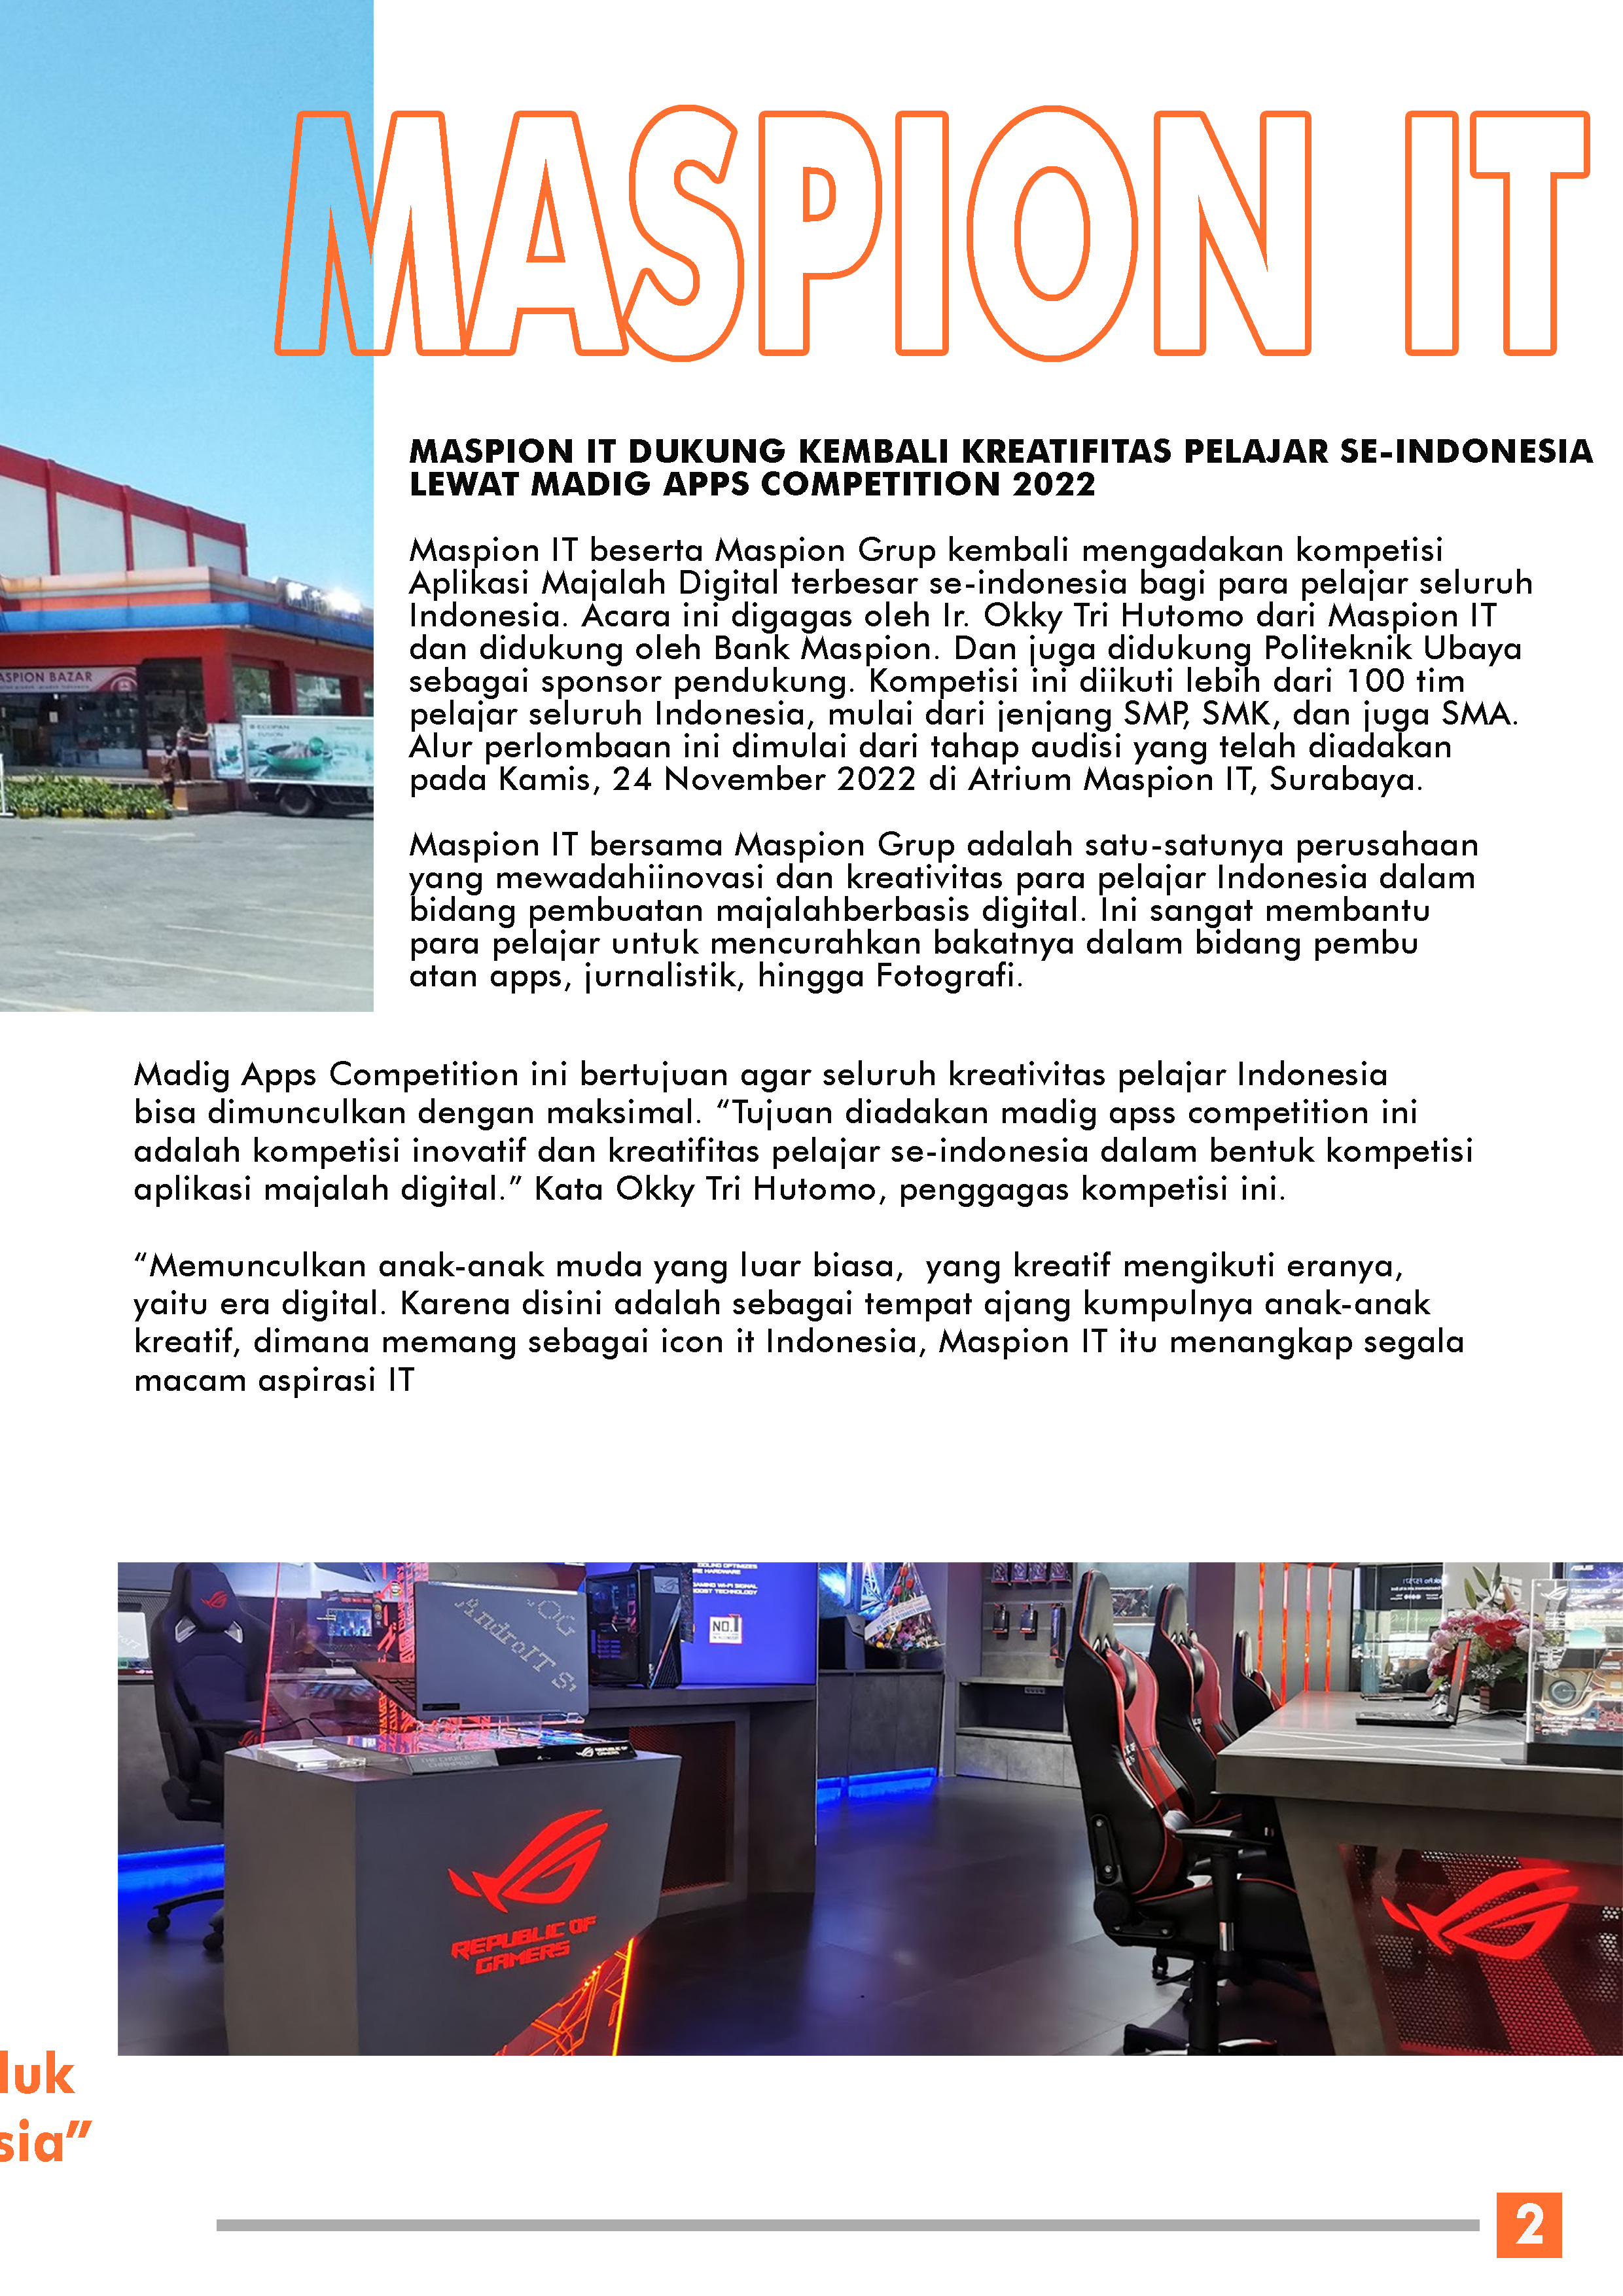 MASPION IT
MASPION IT DUKUNG KEMBALI KREATIFITAS PELAJAR SE-INDONESIA
LEWAT MADIG APPS COMPETITION 2022
Maspion IT beserta Maspion Grup kembali mengadakan kompetisi
Aplikasi Majalah Digital terbesar se-indonesia bagi para pelajar seluruh
Indonesia. Acara ini digagas oleh Ir. Okky Tri Hutomo dari Maspion IT
dan didukung oleh Bank Maspion. Dan juga didukung Politeknik Ubaya
sebagai sponsor pendukung. Kompetisi ini diikuti lebih dari 100 tim
pelajar seluruh Indonesia, mulai dari jenjang SMP, SMK, dan juga SMA.
Alur perlombaan ini dimulai dari tahap audisi yang telah diadakan
pada Kamis, 24 November 2022 di Atrium Maspion IT, Surabaya.
Maspion IT bersama Maspion Grup adalah satu-satunya perusahaan
yang mewadahiinovasi dan kreativitas para pelajar Indonesia dalam
bidang pembuatan majalahberbasis digital. Ini sangat membantu
para pelajar untuk mencurahkan bakatnya dalam bidang pembu
atan apps, jurnalistik, hingga Fotografi.
ASPION BAZAR
ECOPAN
Madig Apps Competition ini bertujuan agar seluruh kreativitas pelajar Indonesia
bisa dimunculkan dengan maksimal. “Tujuan diadakan madig apss competition ini
adalah kompetisi inovatif dan kreatifitas pelajar se-indonesia dalam bentuk kompetisi
aplikasi majalah digital.” Kata Okky Tri Hutomo, penggagas kompetisi ini.
“Memunculkan anak-anak muda yang luar biasa,  yang kreatif mengikuti eranya,
yaitu era digital. Karena disini adalah sebagai tempat ajang kumpulnya anak-anak
kreatif, dimana memang sebagai icon it Indonesia, Maspion IT itu menangkap segala
macam aspirasi IT
NO.1
REPUBLIC OF
GAMERS
luk
sia”
2